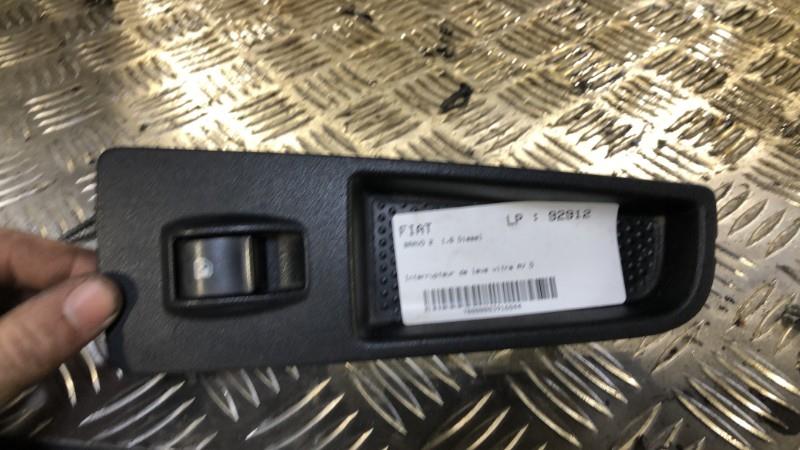 FIAT LP : 92912
BRAVO 2 1.6 Diesel
Interrupteur de leve vitre AV D